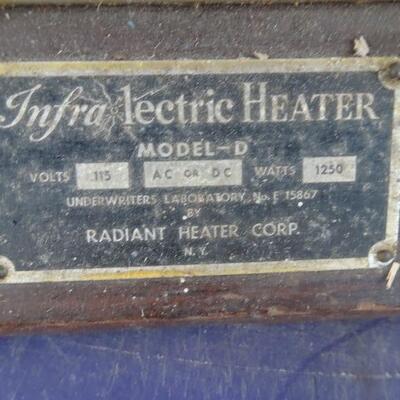 Infra lectric HEATER
MODEL-D
VOLTS 115 AC OR DC WATTS 1250
UNDERWRITERS LABORATORY No. E 15867
BY
RADIANT HEATER CORP.
N.Y.